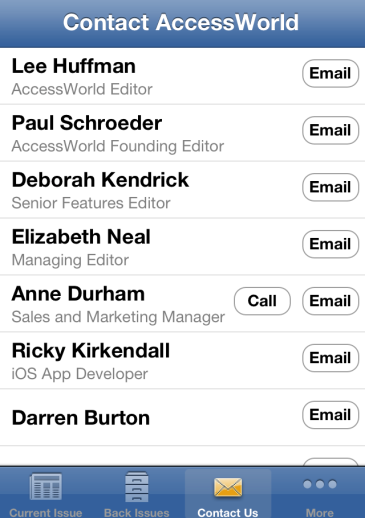 Contact AccessWorld
Lee Huffman
Email
AccessWorld Editor
Paul Schroeder
Email
AccessWorld Founding Editor
Deborah Kendrick
Email
Senior Features Editor
Elizabeth Neal
Email
Managing Editor
Anne Durham
Call Email
Sales and Marketing Manager
Ricky Kirkendall
Email
iOS App Developer
Darren Burton
Email
Current Issue Back Issues Contact Us More